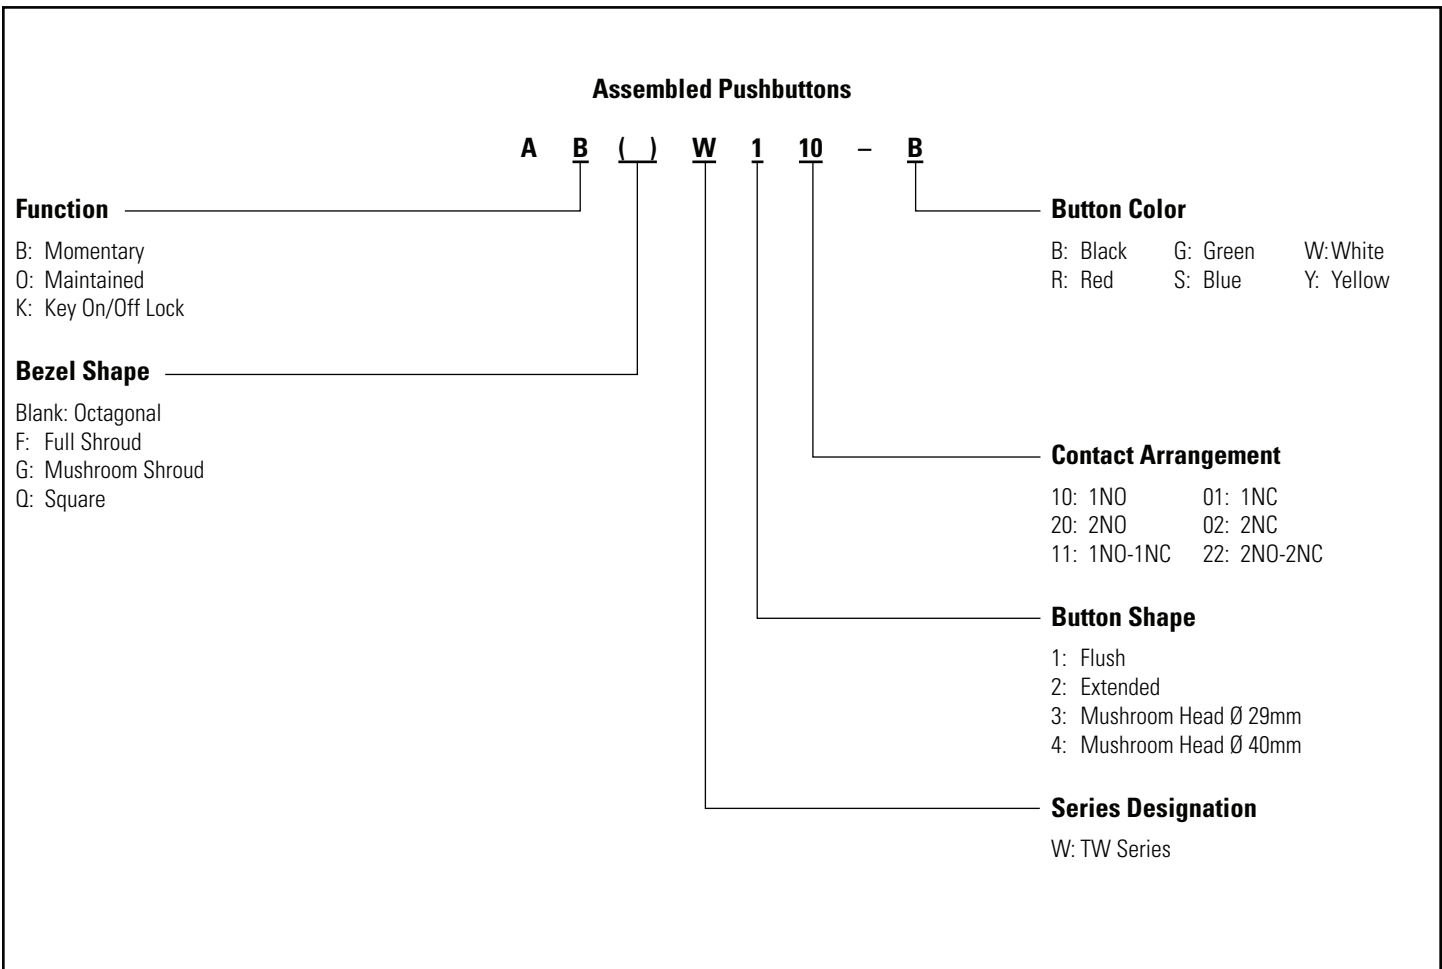 Assembled Pushbuttons
A B ( ) W 1 10 – B
Function
B: Momentary
O: Maintained
K: Key On/Off Lock
Bezel Shape
Blank: Octagonal
F: Full Shroud
G: Mushroom Shroud
Q: Square
Button Color
B: Black G: Green W: White
R: Red S: Blue Y: Yellow
Contact Arrangement
10: 1NO 01: 1NC
20: 2NO 02: 2NC
11: 1NO-1NC 22: 2NO-2NC
Button Shape
1: Flush
2: Extended
3: Mushroom Head Ø 29mm
4: Mushroom Head Ø 40mm
Series Designation
W: TW Series